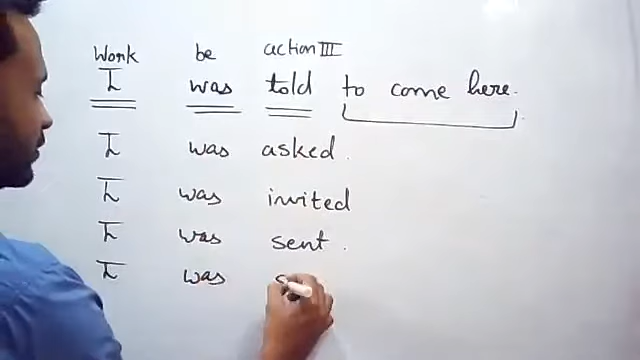 Work be action III
I was told to come here.
I was asked.
I was invited
I was sent.
I was